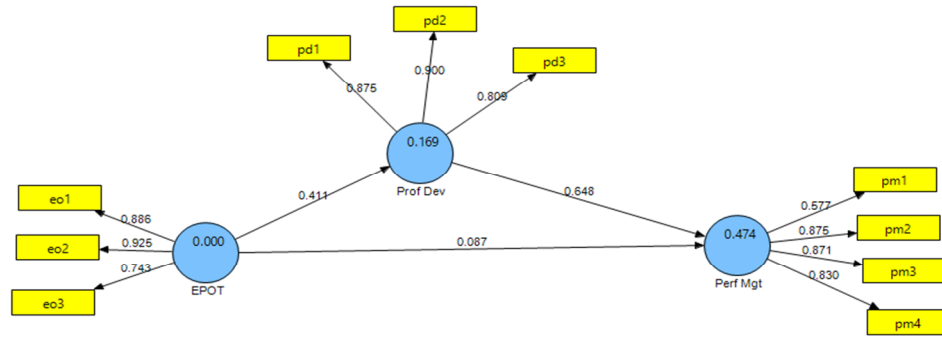 pd2
pd1
pd3
0.900
0.875
0.809
0.169
Prof Dev
0.411
0.648
eo1
0.886
eo2
0.925
0.743
eo3
0.000
EPOT
0.087
0.474
Perf Mgt
pm1
0.577
pm2
0.875
0.871
pm3
0.830
pm4